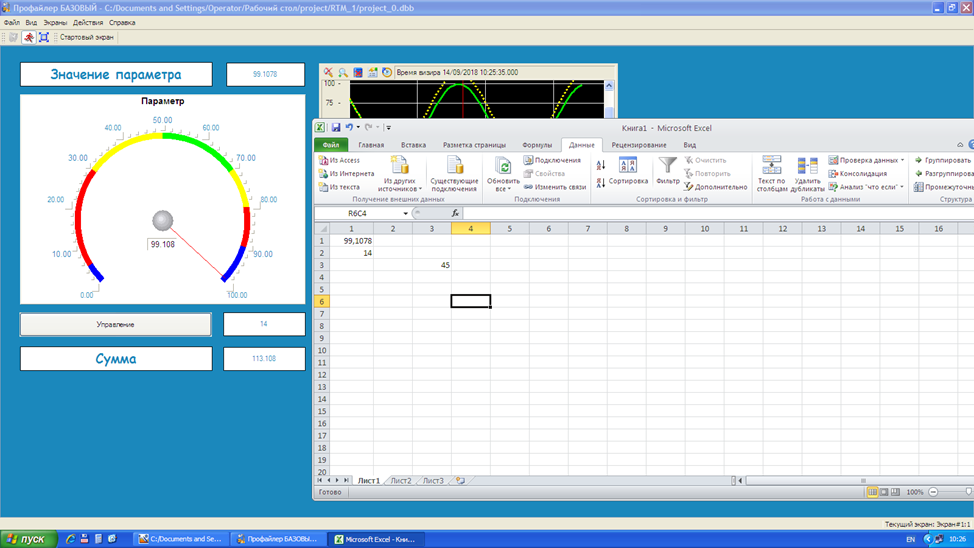 Профайлер БАЗОВЫЙ - C:/Documents and Settings/Operator/Рабочий стол/project/RTM_1/project_0.dbb
Файл Вид Экраны Действия Справка
Стартовый экран
Значение параметра
99.1078
Параметр
0.00
10.00
20.00
30.00
40.00
50.00
60.00
70.00
80.00
90.00
100.00
99.108
Управление
14
Сумма
113.108
Время визира 14/09/2018 10:25:35.000
100 -
75 -
Книга1 - Microsoft Excel
Файл Главная Вставка Разметка страницы Формулы Данные Рецензирование Вид
Из Access
Из Интернета
Из текста
Из других источников
Существующие подключения
Получение внешних данных
Обновить все
Подключения
Свойства
Изменить связи
Подключения
Сортировка
Фильтр
Очистить
Повторить
Дополнительно
Сортировка и фильтр
Текст по столбцам
Удалить дубликаты
Проверка данных
Консолидация
Анализ "что если"
Работа с данными
Группировать
Разгруппирова
Промежуточны
Структура
R6C4
fx
1 2 3 4 5 6 7 8 9 10 11 12 13 14 15 16
1 99,1078
2 14
3 45
4
5
6
7
8
9
10
11
12
13
14
15
16
17
18
19
20
Лист1 Лист2 Лист3
Готово
100%
Текущий экран: Экран#1:1
пуск
C:/Documents and Se...
Профайлер БАЗОВЫ...
Microsoft Excel - Кни...
EN
10:26